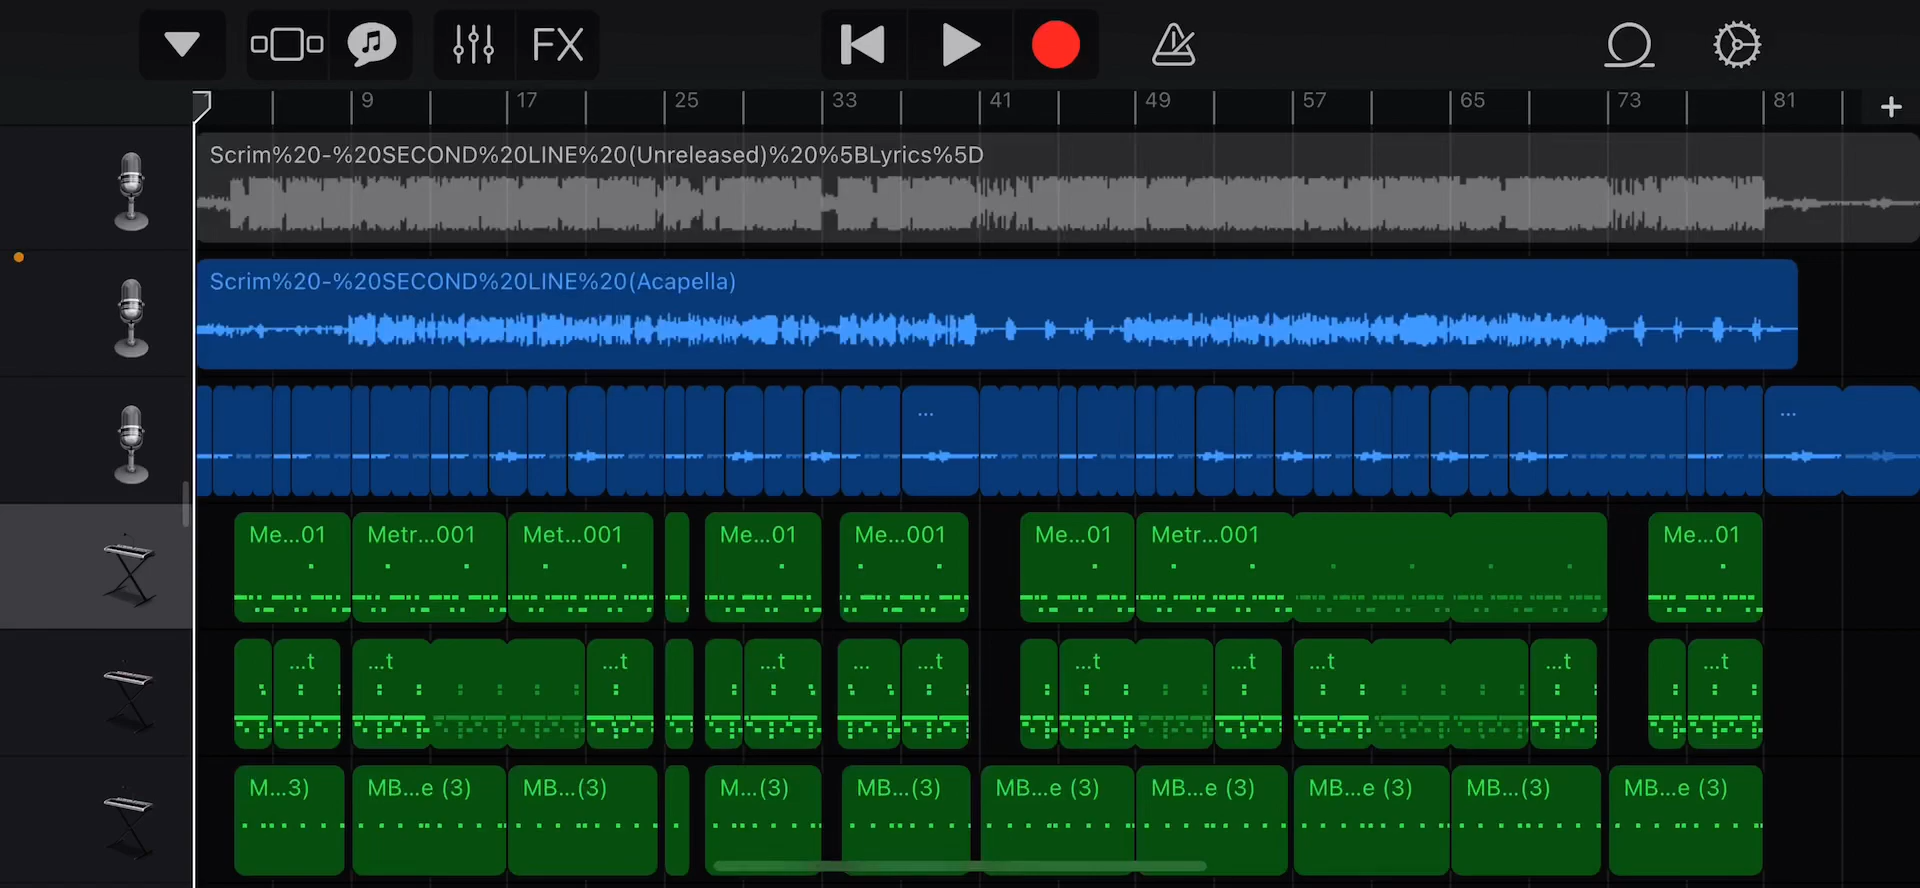 FX
9 17 25 33 41 49 57 65 73 81 +
Scrim%20-%20SECOND%20LINE%20(Unreleased)%20%5BLyrics%5D
Scrim%20-%20SECOND%20LINE%20(Acapella)
... ...
Me...01 Metr...001 Met...001 Me...01 Me...001 Me...01 Metr...001 Me...01
...t ...t ...t ...t ... ...t ...t ...t ...t ...t ...t
M...3) MB...e (3) MB...(3) M...(3) MB...(3) MB...e (3) MB...e (3) MB...e (3) MB...(3) MB...e (3)